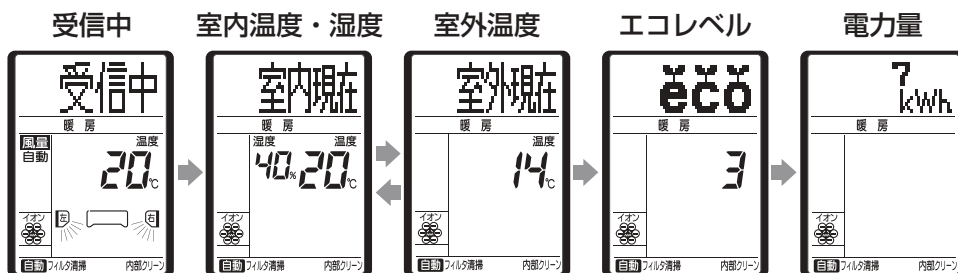 受信中
室内温度・湿度
室外温度
エコレベル
電力量
受信中
暖房
風量
自動
温度
20℃
左
右
イオン
自動 フィルタ清掃 内部クリーン
室内現在
暖房
湿度 温度
40% 20℃
イオン
自動 フィルタ清掃 内部クリーン
室外現在
暖房
温度
14℃
イオン
自動 フィルタ清掃 内部クリーン
eco
暖房
3
イオン
自動 フィルタ清掃 内部クリーン
7
kWh
暖房
イオン
自動 フィルタ清掃 内部クリーン